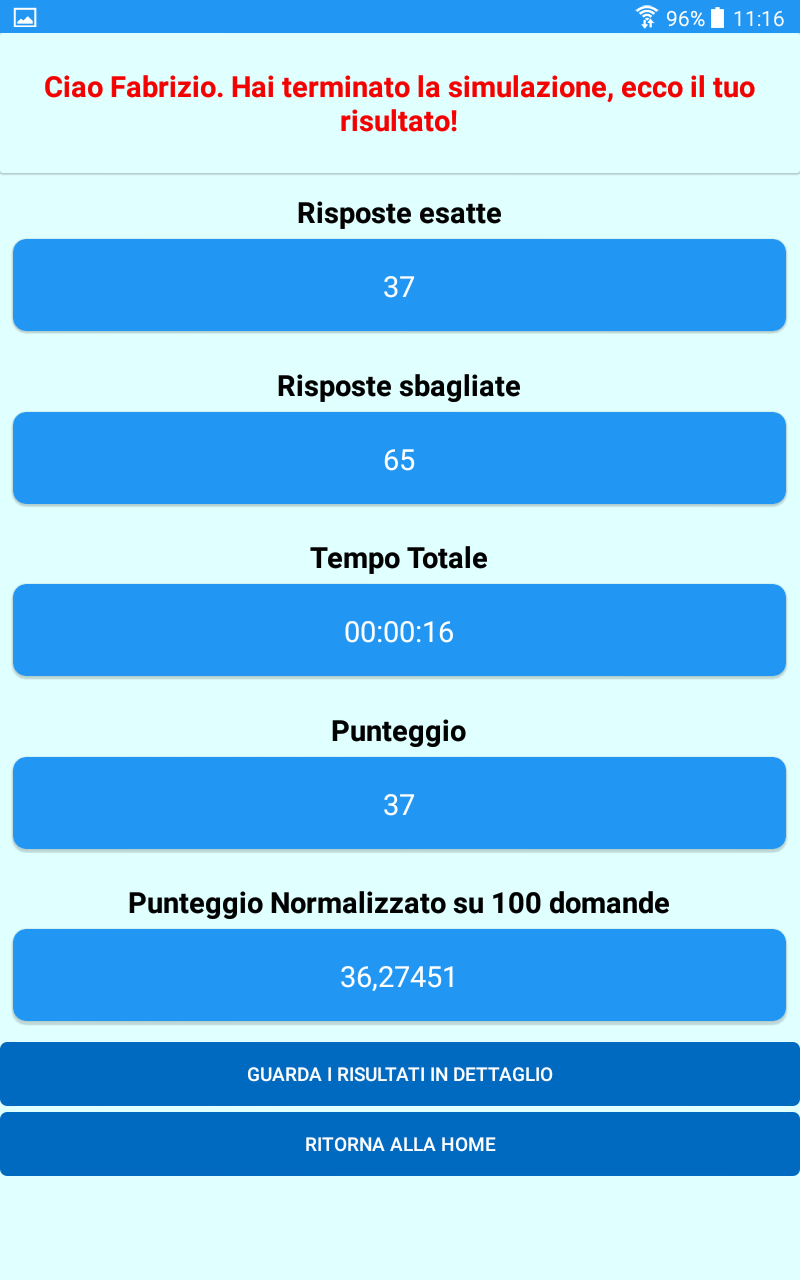 96% 11:16
Ciao Fabrizio. Hai terminato la simulazione, ecco il tuo
risultato!
Risposte esatte
37
Risposte sbagliate
65
Tempo Totale
00:00:16
Punteggio
37
Punteggio Normalizzato su 100 domande
36,27451
GUARDA I RISULTATI IN DETTAGLIO
RITORNA ALLA HOME